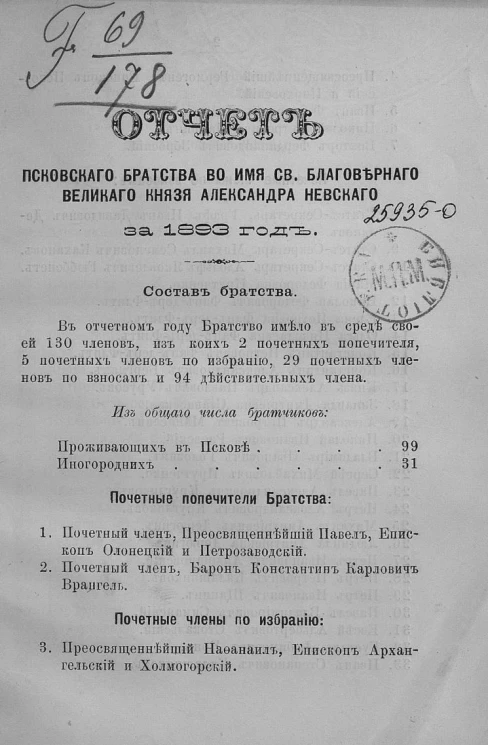 Г 69
178
ОТЧЕТЪ
ПСКОВСКАГО БРАТСТВА ВО ИМЯ СВ. БЛАГОВѢРНАГО
ВЕЛИКАГО КНЯЗЯ АЛЕКСАНДРА НЕВСКАГО
25935-0
за 1893 годъ.
БИБЛІОТЕКА
М.П.М.
Составъ братства.
Въ отчетномъ году Братство имѣло въ средѣ сво-
ей 130 членовъ, изъ коихъ 2 почетныхъ попечителя,
5 почетныхъ членовъ по избранію, 29 почетныхъ чле-
новъ по взносамъ и 94 дѣйствительныхъ члена.
Изъ общаго числа братчиковъ:
Проживающихъ въ Псковѣ . . . . 99
Иногороднихъ . . . . . . 31
Почетные попечители Братства:
1. Почетный членъ, Преосвященнѣйшій Павелъ, Епис-
копъ Олонецкій и Петрозаводскій.
2. Почетный членъ, Баронъ Константинъ Карловичъ
Врангель.
Почетные члены по избранію:
3. Преосвященнѣйшій Наѳанаилъ, Епископъ Архан-
гельскій и Холмогорскій.